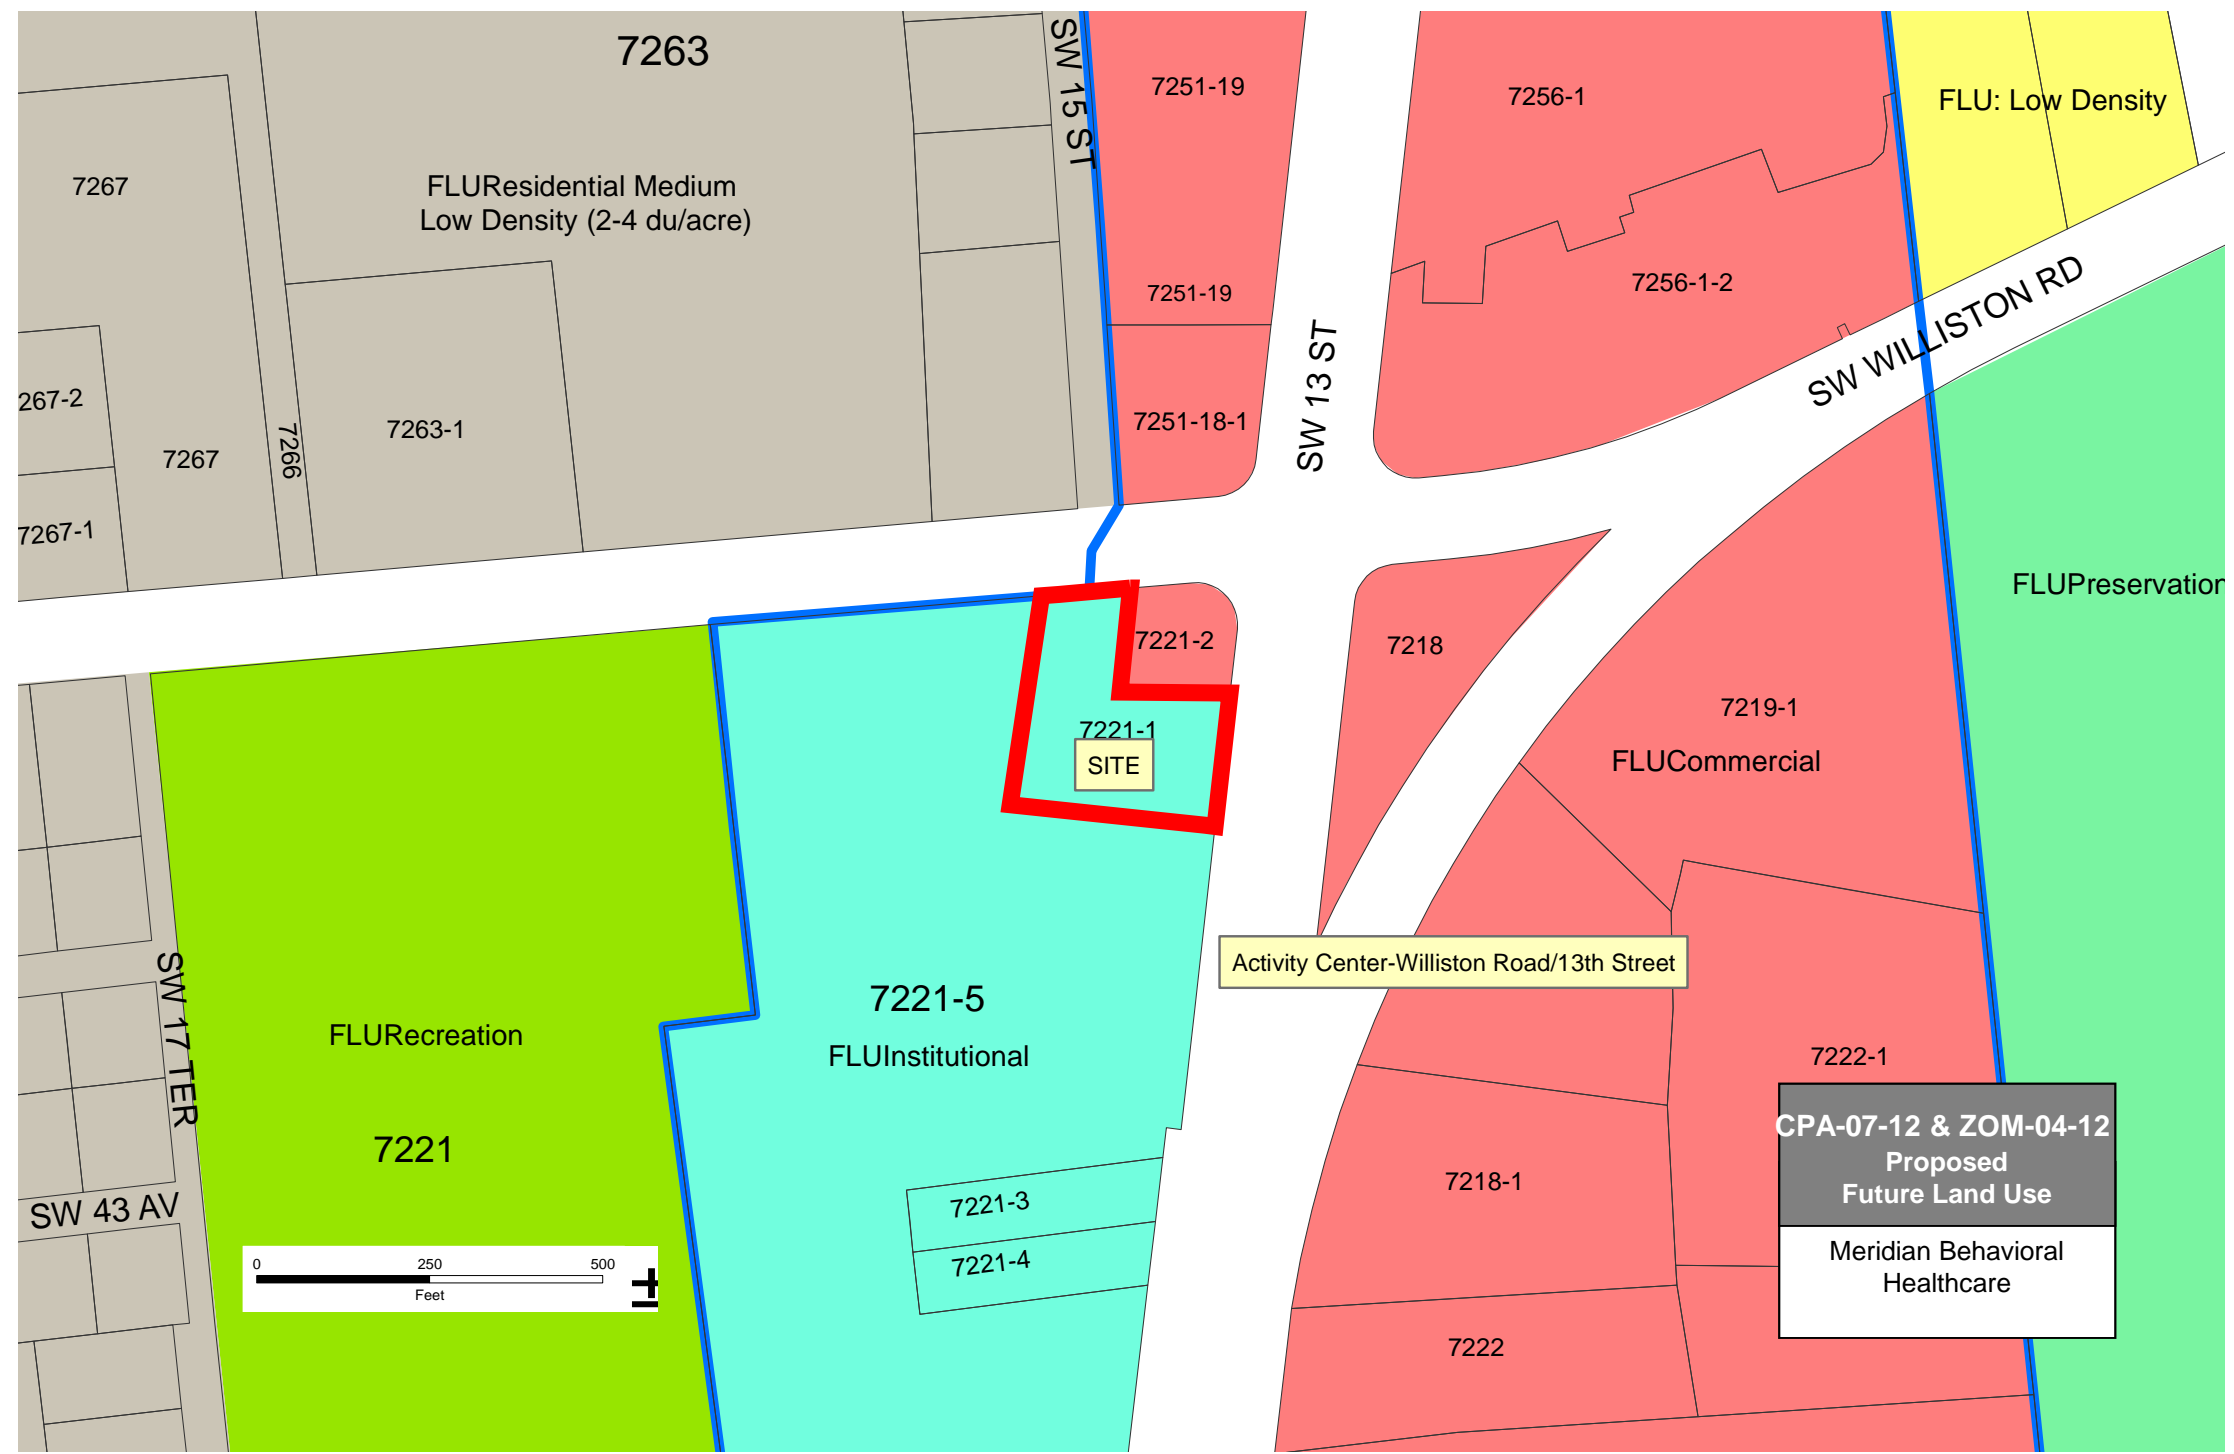 7263
SW 15 ST
7251-19
7256-1
FLU: Low Density
7267
FLUResidential Medium
Low Density (2-4 du/acre)
7251-19
7256-1-2
SW WILLISTON RD
SW 13 ST
267-2
7263-1
7251-18-1
7267
7266
7267-1
FLUPreservation
7221-2
7218
7221-1
SITE
7219-1
FLUCommercial
Activity Center-Williston Road/13th Street
SW 17 TER
7221-5
FLURecreation
FLUInstitutional
7222-1
7221
CPA-07-12 & ZOM-04-12
Proposed
Future Land Use
Meridian Behavioral
Healthcare
7218-1
SW 43 AV
7221-3
7221-4
0 250 500
Feet
7222